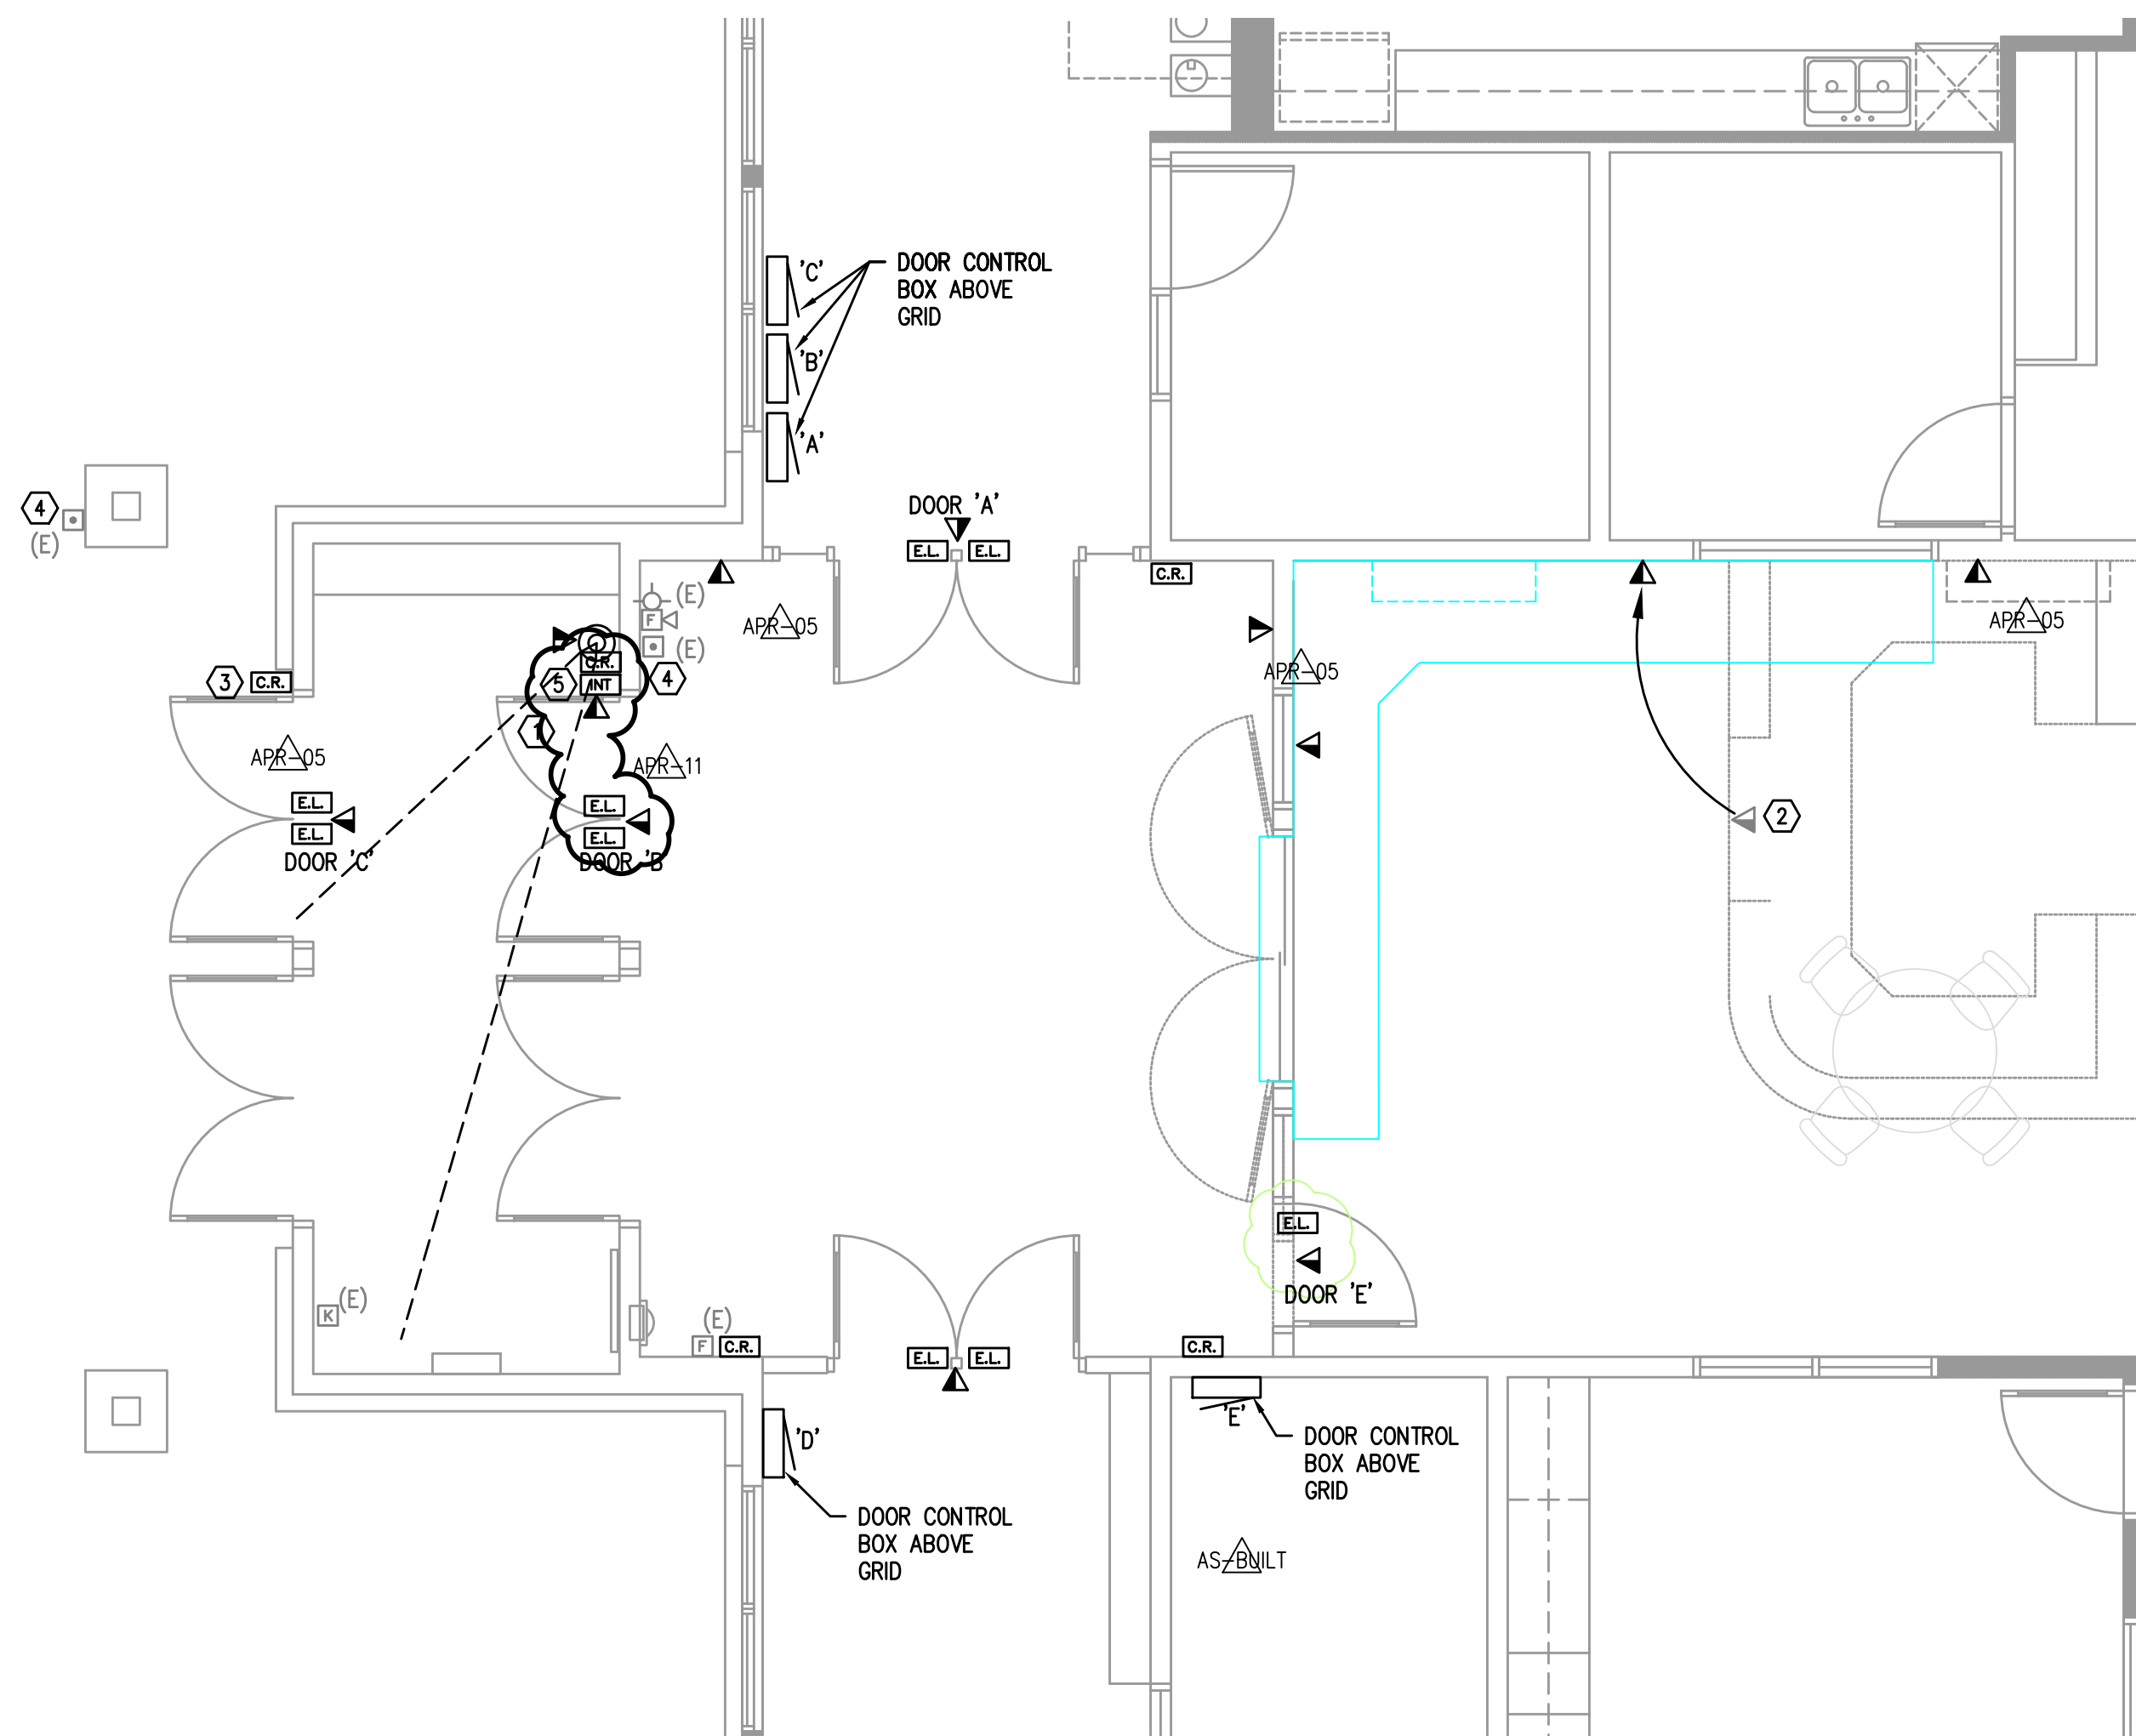 'C'
DOOR CONTROL
BOX ABOVE
GRID
'B'
'A'
4
(E)
DOOR 'A'
E.L.
E.L.
C.R.
(E)
F
(E)
APR-05
APR-05
APR-05
3
C.R.
C.R.
5
INT
4
1
APR-05
APR-11
E.L.
E.L.
DOOR 'C'
E.L.
E.L.
DOOR 'B
2
E.L.
DOOR 'E'
K
(E)
(E)
F
C.R.
E.L.
E.L.
C.R.
'E'
DOOR CONTROL
BOX ABOVE
GRID
'D'
DOOR CONTROL
BOX ABOVE
GRID
AS-BUILT